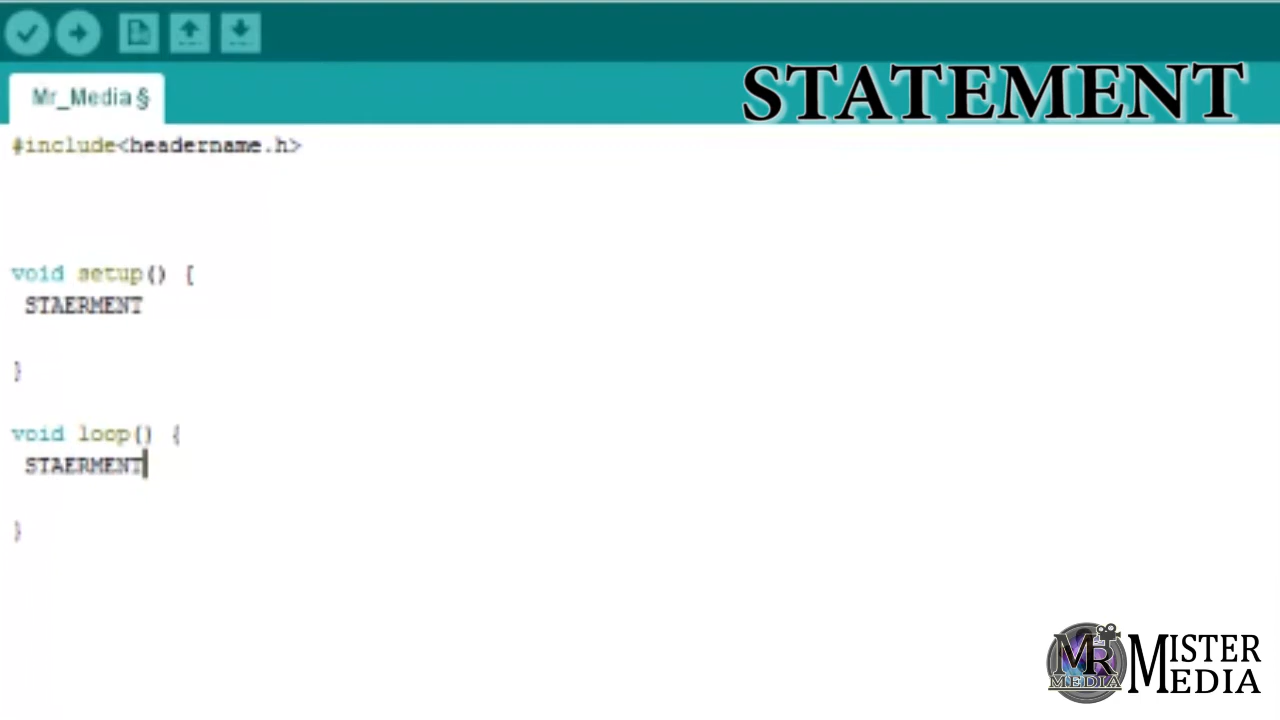 STATEMENT
Mr_Media §
#include<headername.h>
void setup() {
STAERMENT
}
void loop() {
STAERMENT
}
MR
MEDIA
MISTER
MEDIA